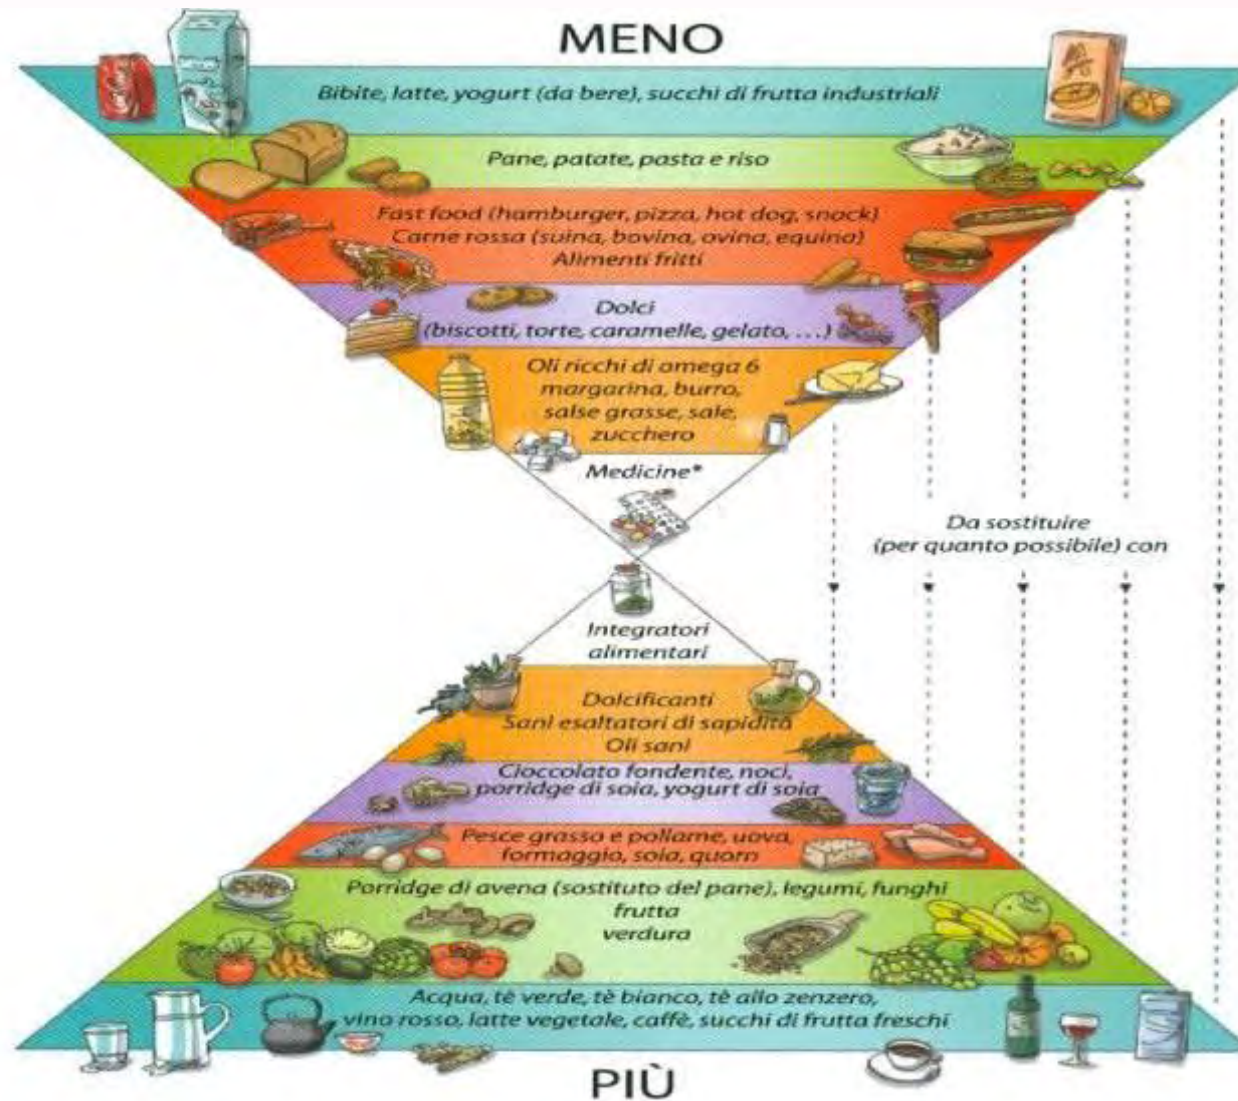 MENO
Bibite, latte, yogurt (da bere), succhi di frutta industriali
Pane, patate, pasta e riso
Fast food (hamburger, pizza, hot dog, snack)
Carne rossa (suina, bovina, ovina, equina)
Alimenti fritti
Dolci
(biscotti, torte, caramelle, gelato, ...)
Oli ricchi di omega 6
margarina, burro,
salse grasse, sale,
zucchero
Medicine*
Da sostituire
(per quanto possibile) con
Integratori
alimentari
Dolcificanti
Sani esaltatori di sapidità
Oli sani
Cioccolato fondente, noci,
porridge di soia, yogurt di soia
Pesce grasso e pollame, uova,
formaggio, soia, quorn
Porridge di avena (sostituto del pane), legumi, funghi
frutta
verdura
Acqua, tè verde, tè bianco, tè allo zenzero,
vino rosso, latte vegetale, caffè, succhi di frutta freschi
PIÙ